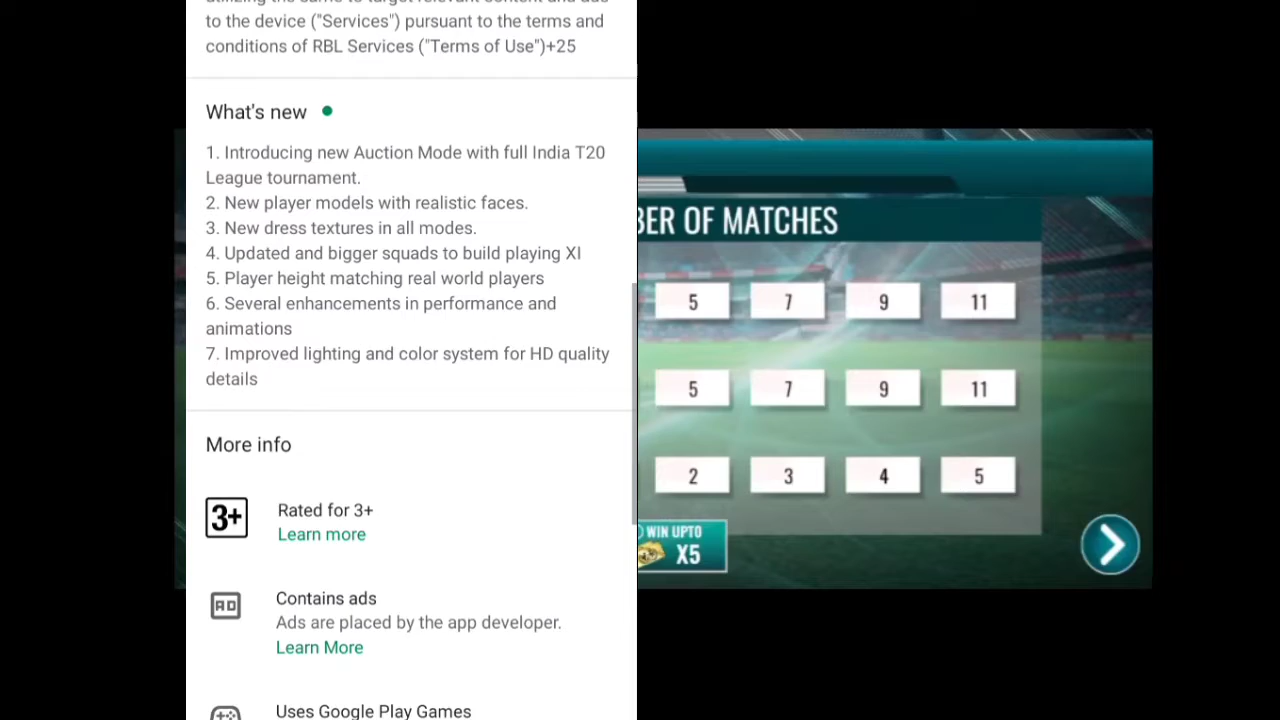 to the device ("Services") pursuant to the terms and
conditions of RBL Services ("Terms of Use")+25
What's new
1. Introducing new Auction Mode with full India T20
League tournament.
2. New player models with realistic faces.
3. New dress textures in all modes.
4. Updated and bigger squads to build playing XI
5. Player height matching real world players
6. Several enhancements in performance and
animations
7. Improved lighting and color system for HD quality
details
More info
3+
Rated for 3+
Learn more
AD
Contains ads
Ads are placed by the app developer.
Learn More
Uses Google Play Games
BER OF MATCHES
5 7 9 11
5 7 9 11
2 3 4 5
WIN UPTO
X5